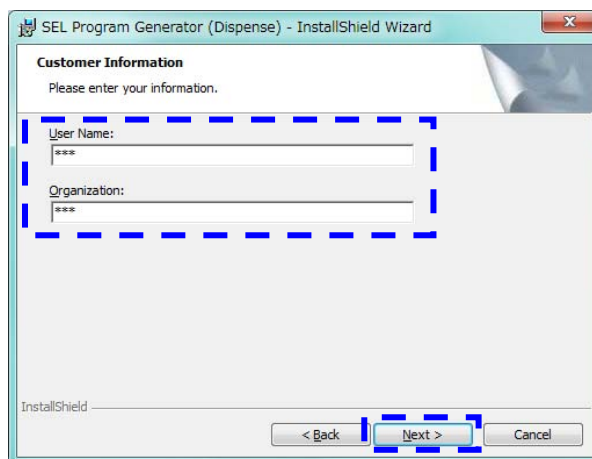 SEL Program Generator (Dispense) - InstallShield Wizard
Customer Information
Please enter your information.
User Name:
***
Organization:
***
InstallShield
< Back
Next >
Cancel